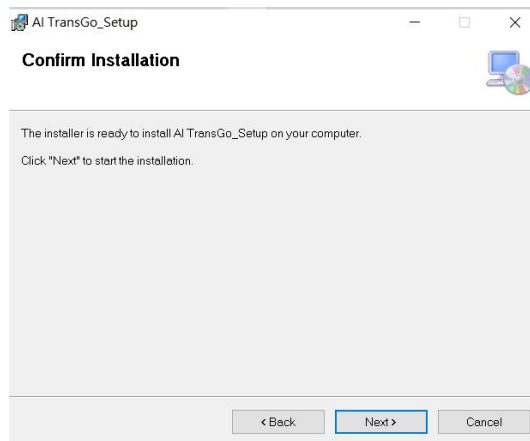 AI TransGo_Setup
Confirm Installation
The installer is ready to install AI TransGo_Setup on your computer.
Click "Next" to start the installation.
< Back
Next >
Cancel